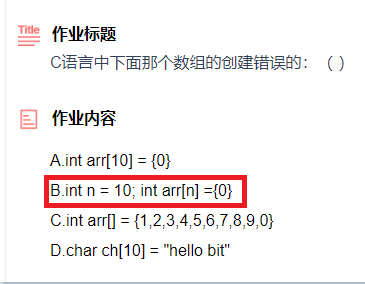 Title 作业标题
C语言中下面那个数组的创建错误的：（ ）
作业内容
A.int arr[10] = {0}
B.int n = 10; int arr[n] ={0}
C.int arr[] = {1,2,3,4,5,6,7,8,9,0}
D.char ch[10] = "hello bit"